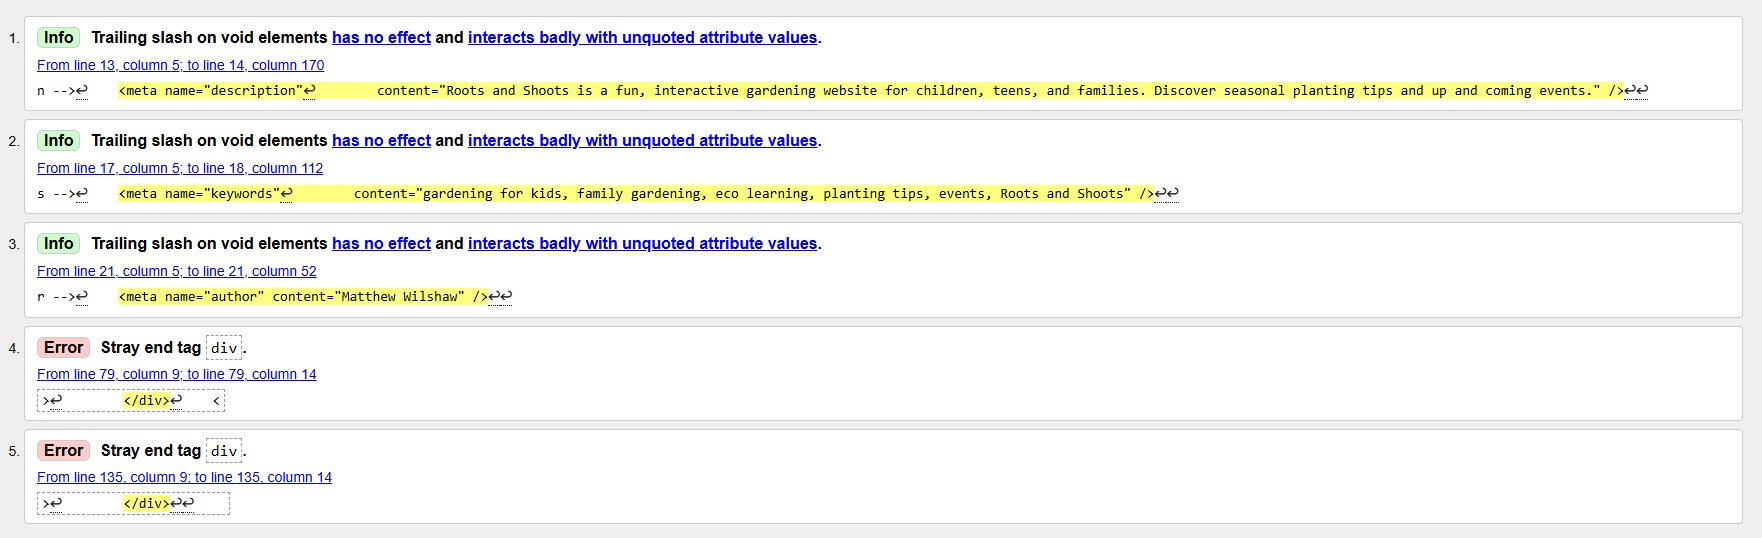 1. Info Trailing slash on void elements has no effect and interacts badly with unquoted attribute values.
From line 13, column 5; to line 14, column 170
n -->↩    <meta name="description"↩        content="Roots and Shoots is a fun, interactive gardening website for children, teens, and families. Discover seasonal planting tips and up and coming events." />↩↩
2. Info Trailing slash on void elements has no effect and interacts badly with unquoted attribute values.
From line 17, column 5; to line 18, column 112
s -->↩    <meta name="keywords"↩        content="gardening for kids, family gardening, eco learning, planting tips, events, Roots and Shoots" />↩↩
3. Info Trailing slash on void elements has no effect and interacts badly with unquoted attribute values.
From line 21, column 5; to line 21, column 52
r -->↩    <meta name="author" content="Matthew Wilshaw" />↩↩
4. Error Stray end tag div.
From line 79, column 9; to line 79, column 14
>↩        </div>↩    <
5. Error Stray end tag div.
From line 135, column 9; to line 135, column 14
>↩        </div>↩↩